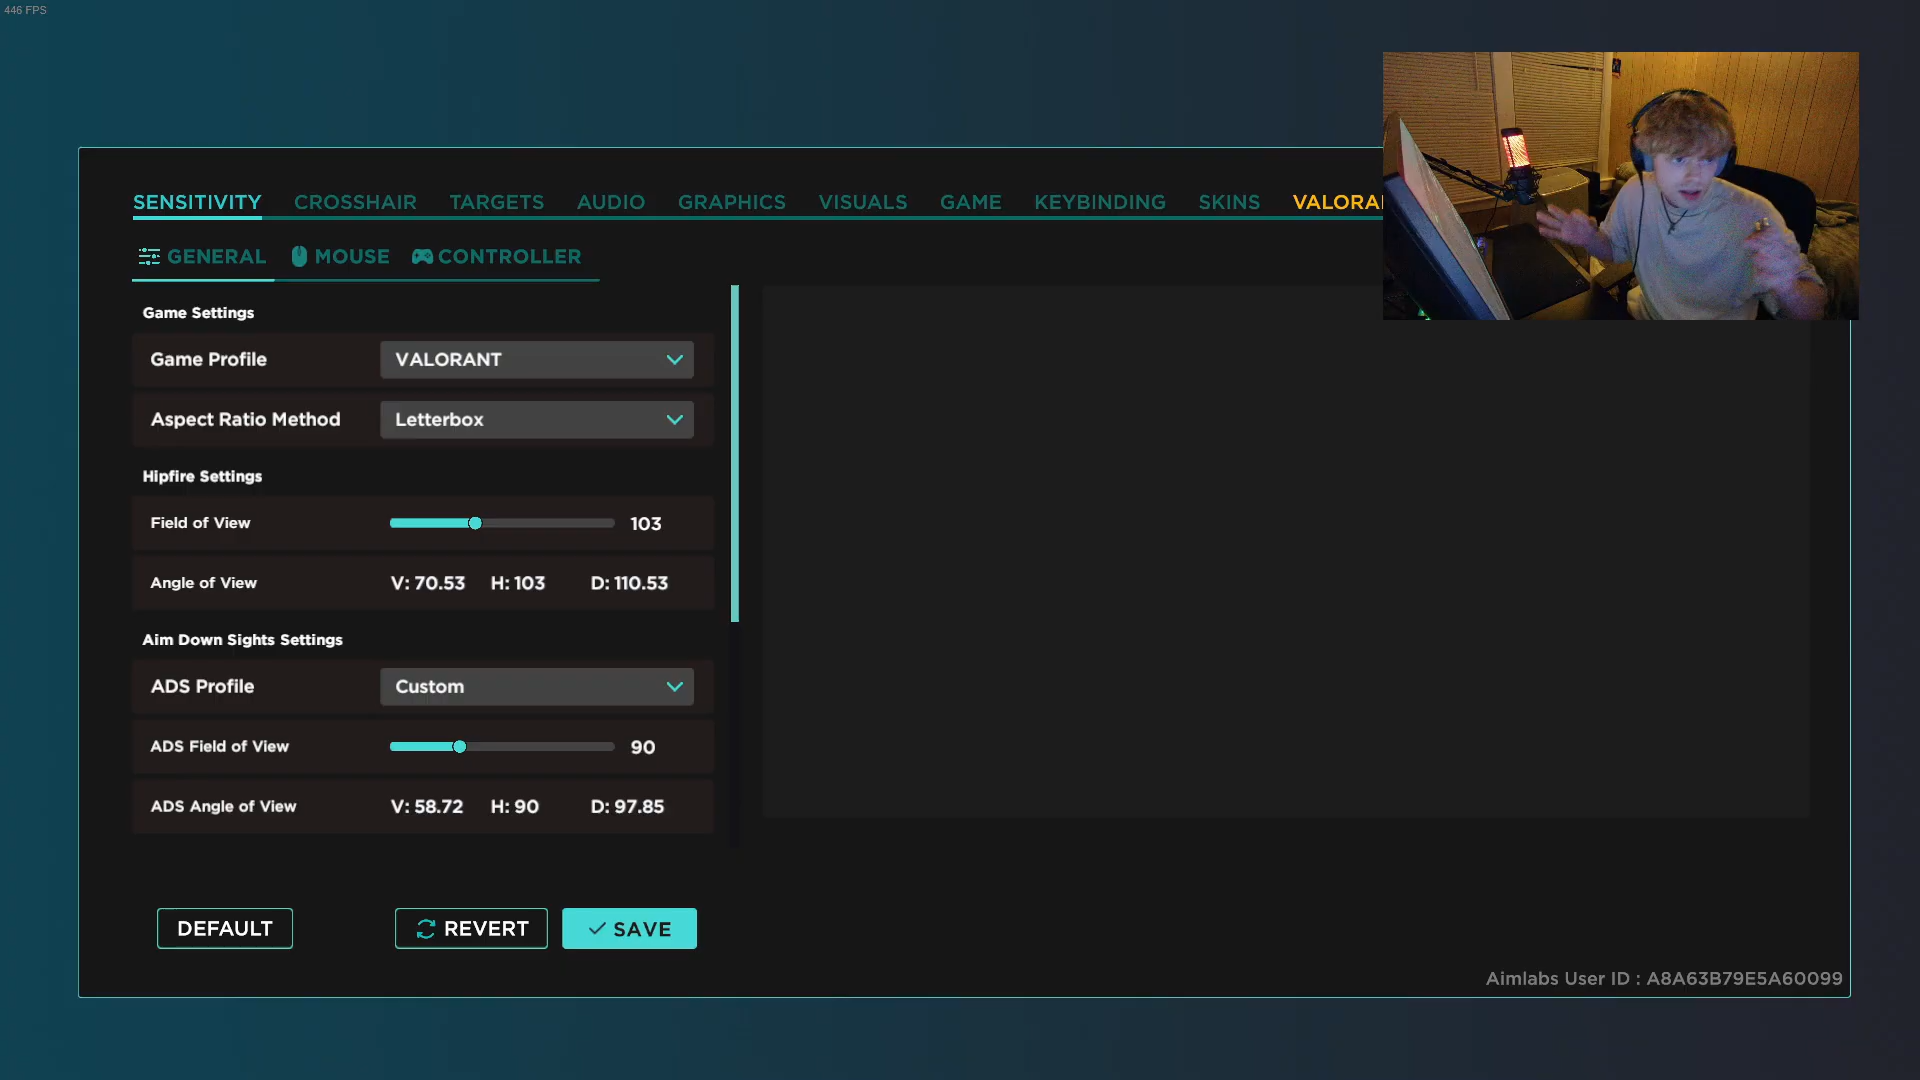 446 FPS
SENSITIVITY CROSSHAIR TARGETS AUDIO GRAPHICS VISUALS GAME KEYBINDING SKINS VALORA
GENERAL MOUSE CONTROLLER
Game Settings
Game Profile VALORANT
Aspect Ratio Method Letterbox
Hipfire Settings
Field of View 103
Angle of View V: 70.53 H: 103 D: 110.53
Aim Down Sights Settings
ADS Profile Custom
ADS Field of View 90
ADS Angle of View V: 58.72 H: 90 D: 97.85
DEFAULT REVERT SAVE
Aimlabs User ID : A8A63B79E5A60099